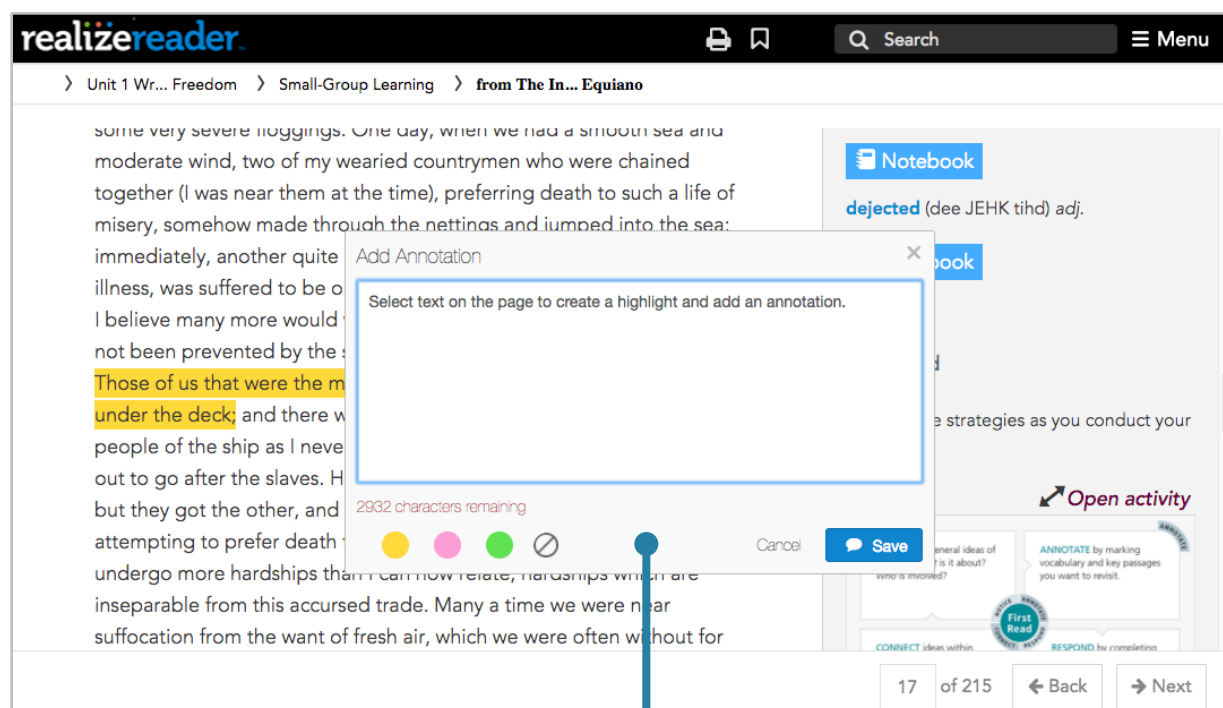 realizereader.
Search
Menu
Unit 1 Wr... Freedom
Small-Group Learning
from The In... Equiano
some very severe floggings. One day, when we had a smooth sea and
moderate wind, two of my wearied countrymen who were chained
together (I was near them at the time), preferring death to such a life of
misery, somehow made through the nettings and jumped into the sea:
immediately, another quite
illness, was suffered to be o
I believe many more would
not been prevented by the s
Those of us that were the m
under the deck; and there w
people of the ship as I neve
out to go after the slaves. H
but they got the other, and
attempting to prefer death
undergo more hardships than I can now relate, hardships which are
inseparable from this accursed trade. Many a time we were near
suffocation from the want of fresh air, which we were often without for
Add Annotation
Select text on the page to create a highlight and add an annotation.
2932 characters remaining
Cancel
Save
Notebook
dejected (dee JEHK tihd) adj.
ook
e strategies as you conduct your
Open activity
eneral ideas of
is it about?
Who is involved?
ANNOTATE by marking
vocabulary and key passages
you want to revisit.
ANNOTATE
First
Read
CONNECT ideas within
RESPOND by completing
17 of 215
Back
Next